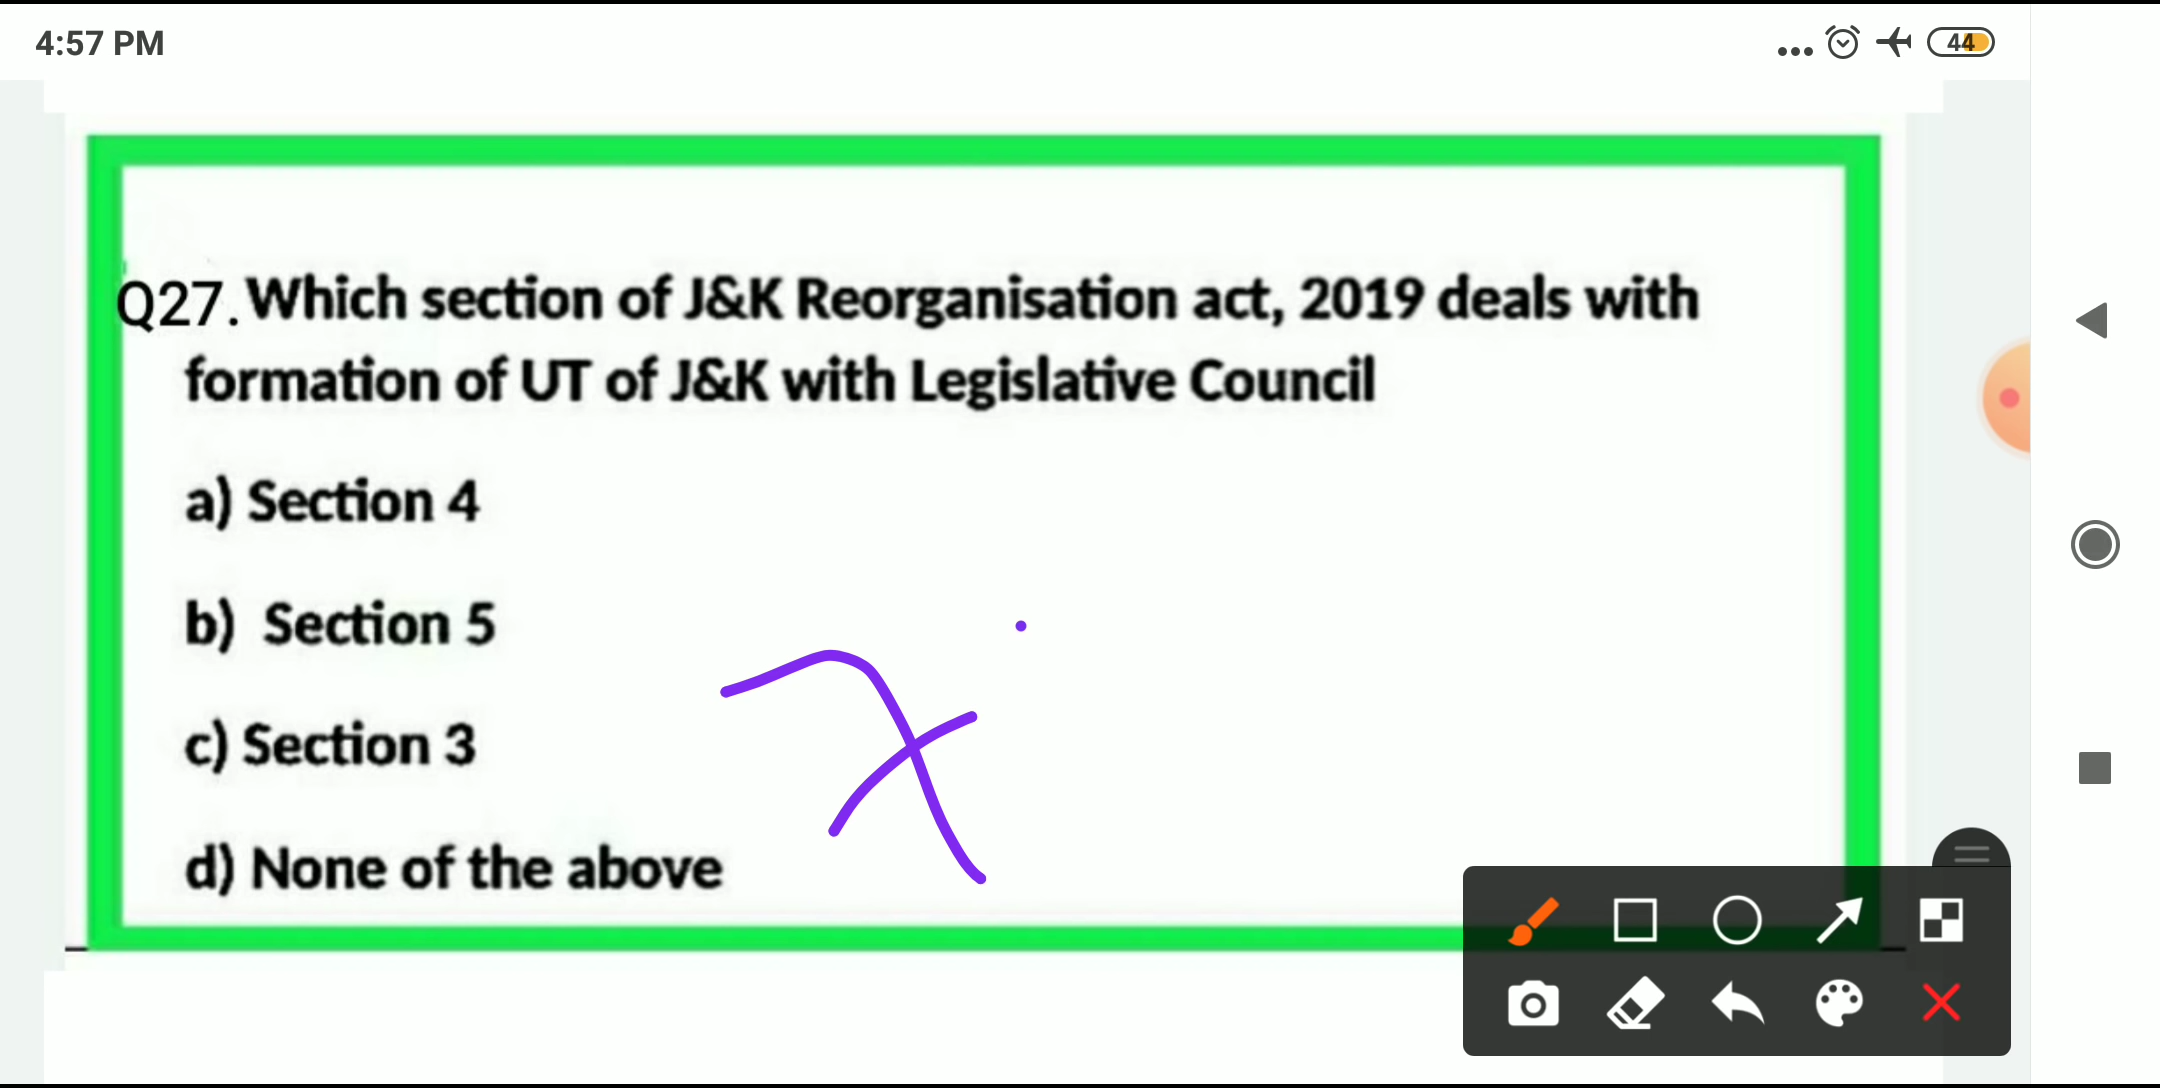 4:57 PM
44
Q27. Which section of J&K Reorganisation act, 2019 deals with
formation of UT of J&K with Legislative Council
a) Section 4
b) Section 5
c) Section 3
d) None of the above